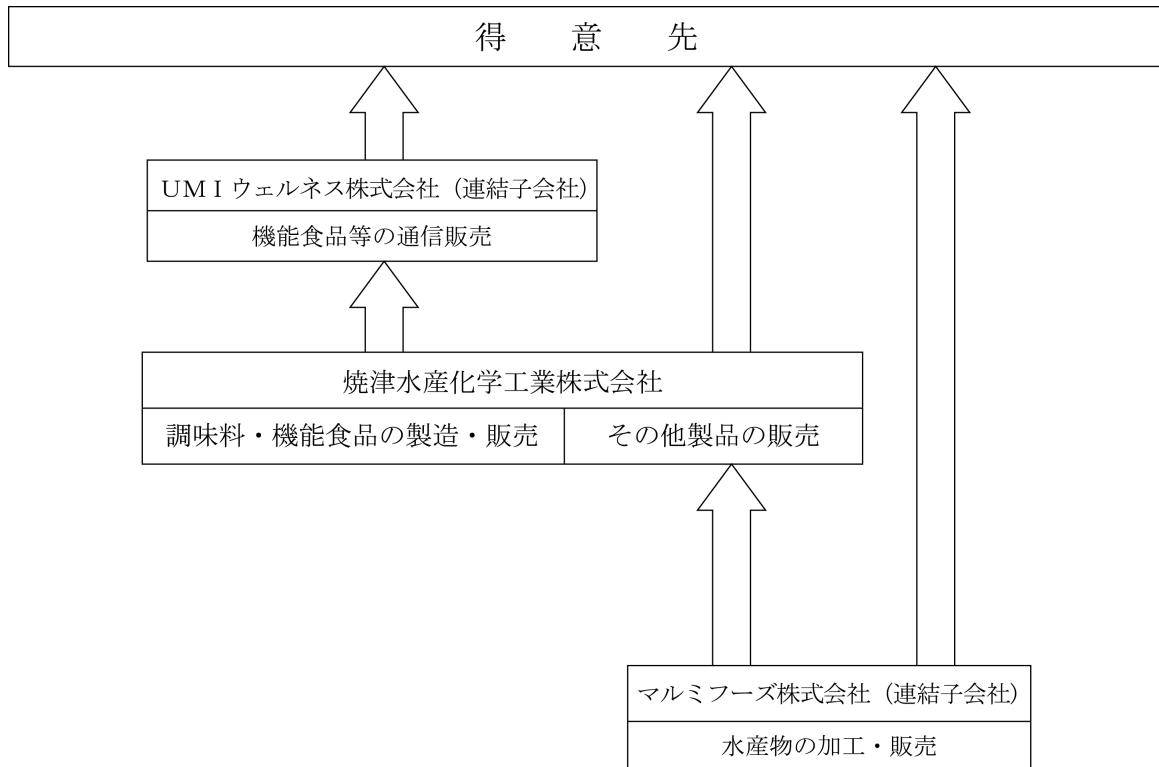 得意先
UMIウェルネス株式会社（連結子会社）
機能食品等の通信販売
焼津水産化学工業株式会社
調味料・機能食品の製造・販売
その他製品の販売
マルミフーズ株式会社（連結子会社）
水産物の加工・販売